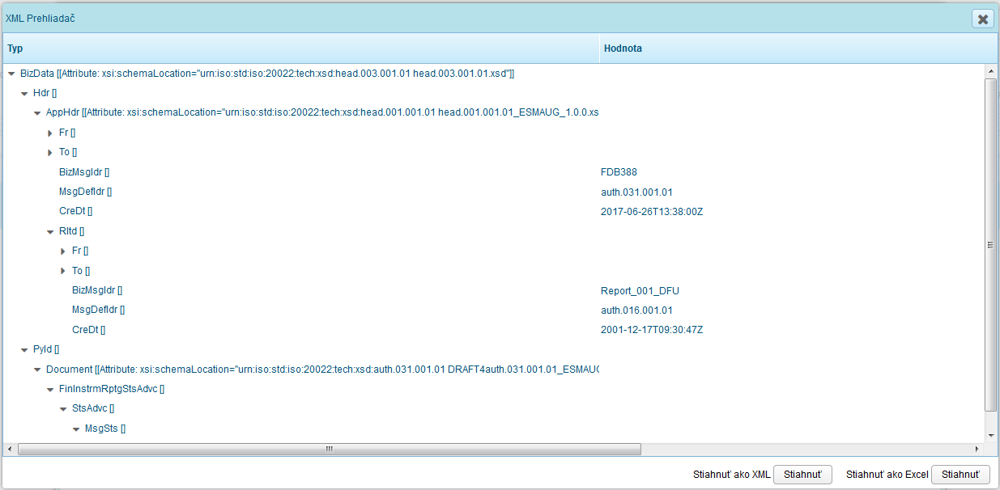 XML Prehliadač
Typ Hodnota
BizData [[Attribute: xsi:schemaLocation="urn:iso:std:iso:20022:tech:xsd:head.003.001.01 head.003.001.01.xsd"]]
Hdr []
AppHdr [[Attribute: xsi:schemaLocation="urn:iso:std:iso:20022:tech:xsd:head.001.001.01 head.001.001.01_ESMAUG_1.0.0.xs
Fr []
To []
BizMsgIdr [] FDB388
MsgDefIdr [] auth.031.001.01
CreDt [] 2017-06-26T13:38:00Z
Rltd []
Fr []
To []
BizMsgIdr [] Report_001_DFU
MsgDefIdr [] auth.016.001.01
CreDt [] 2001-12-17T09:30:47Z
Pyld []
Document [[Attribute: xsi:schemaLocation="urn:iso:std:iso:20022:tech:xsd:auth.031.001.01 DRAFT4auth.031.001.01_ESMAUG
FinInstrmRptgStsAdvc []
StsAdvc []
MsgSts []
Stiahnuť ako XML Stiahnuť Stiahnuť ako Excel Stiahnuť